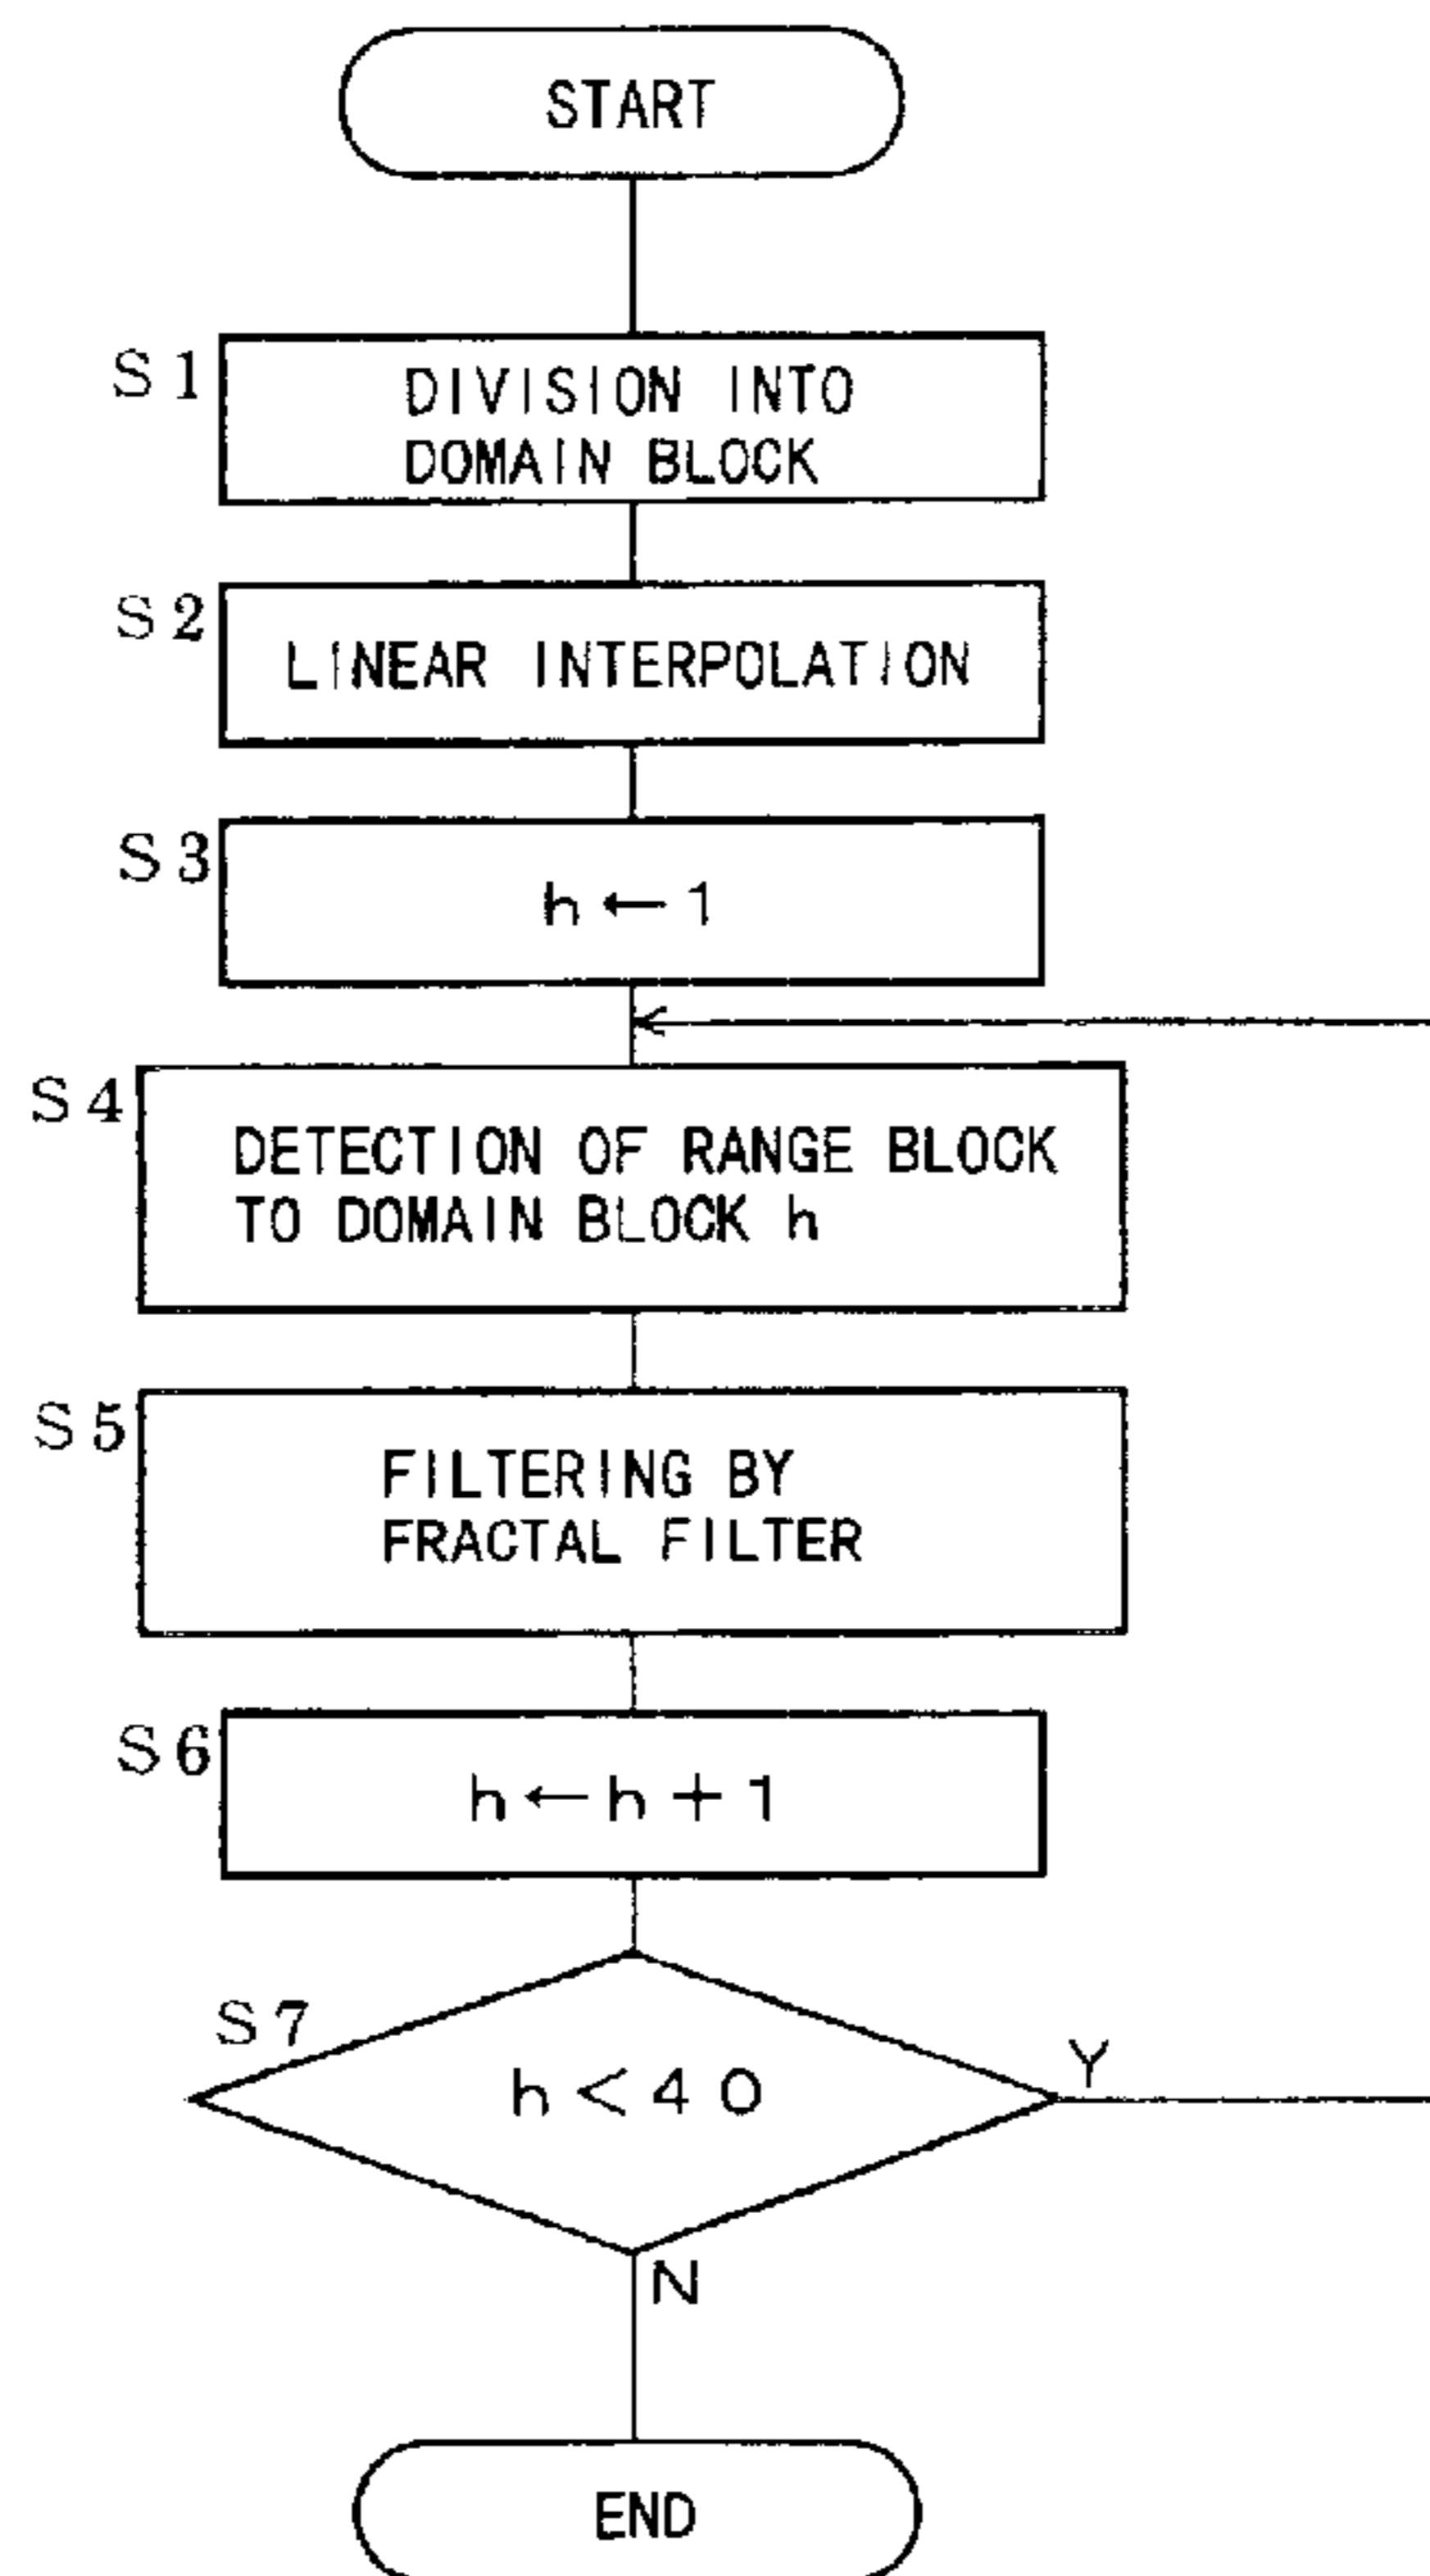 START
S1
DIVISION INTO
DOMAIN BLOCK
S2
LINEAR INTERPOLATION
S3
h ← 1
S4
DETECTION OF RANGE BLOCK
TO DOMAIN BLOCK h
S5
FILTERING BY
FRACTAL FILTER
S6
h ← h + 1
S7
h < 40
Y
N
END